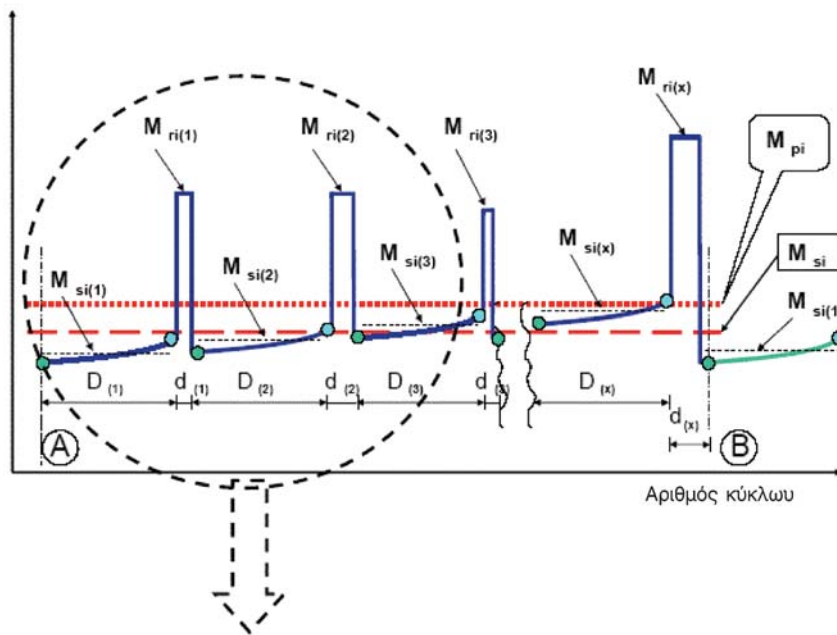 M ri(x)
M ri(1)
M ri(2)
M ri(3)
M pi
M si(x)
M si
M si(1)
M si(2)
M si(3)
M si(1
D (1)
d (1)
D (2)
d (2)
D (3)
d (3)
D (x)
d (x)
A
B
Αριθμός κύκλου